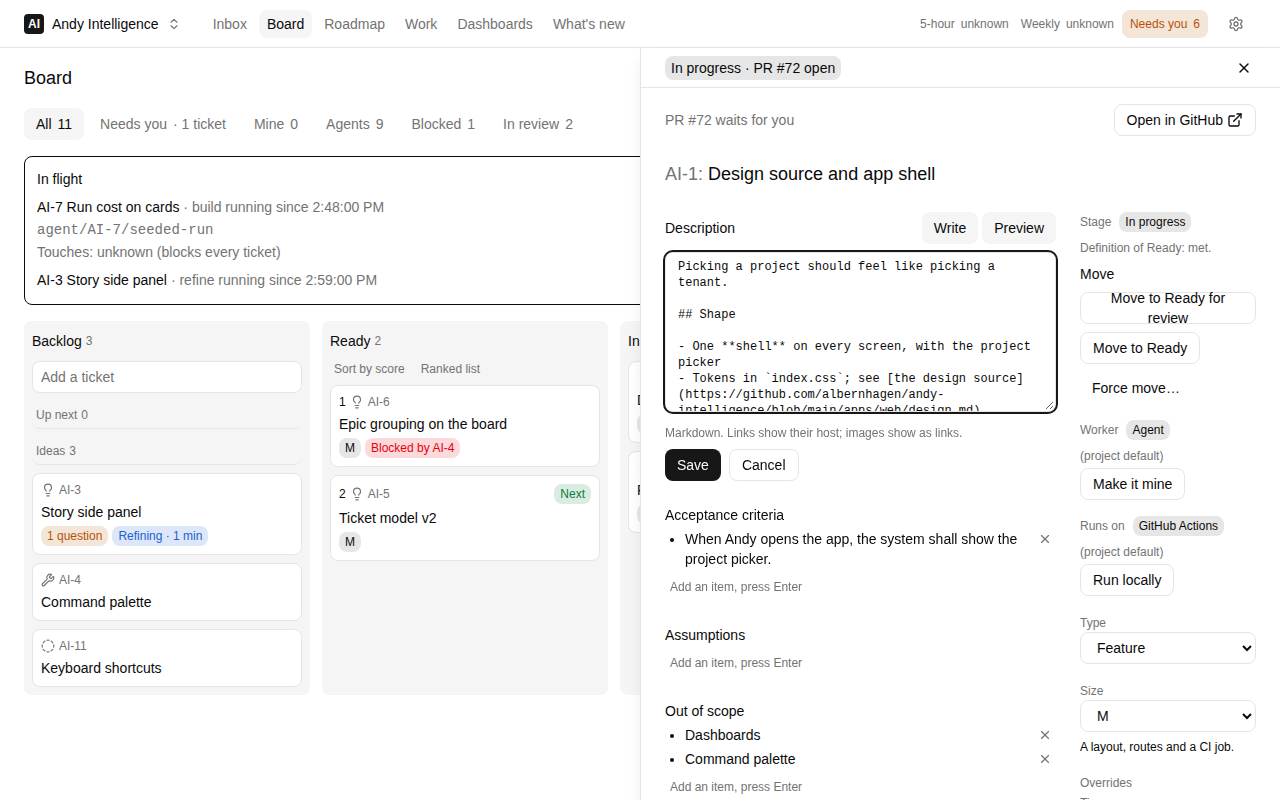 AI Andy Intelligence Inbox Board Roadmap Work Dashboards What's new 5-hour unknown Weekly unknown Needs you 6
Board
All 11 Needs you · 1 ticket Mine 0 Agents 9 Blocked 1 In review 2
In flight
AI-7 Run cost on cards · build running since 2:48:00 PM
agent/AI-7/seeded-run
Touches: unknown (blocks every ticket)
AI-3 Story side panel · refine running since 2:59:00 PM
Backlog 3
Add a ticket
Up next 0
Ideas 3
AI-3
Story side panel
1 question Refining · 1 min
AI-4
Command palette
AI-11
Keyboard shortcuts
Ready 2
Sort by score Ranked list
1 AI-6
Epic grouping on the board
M Blocked by AI-4
2 AI-5 Next
Ticket model v2
M
In
In progress · PR #72 open
PR #72 waits for you Open in GitHub
AI-1: Design source and app shell
Description Write Preview
Picking a project should feel like picking a
tenant.
## Shape
- One **shell** on every screen, with the project
picker
- Tokens in `index.css`; see [the design source]
(https://github.com/albernhagen/andy-
intelligence/blob/main/apps/web/design.md)
Markdown. Links show their host; images show as links.
Save Cancel
Acceptance criteria
• When Andy opens the app, the system shall show the
project picker.
Add an item, press Enter
Assumptions
Add an item, press Enter
Out of scope
• Dashboards
• Command palette
Add an item, press Enter
Stage In progress
Definition of Ready: met.
Move
Move to Ready for
review
Move to Ready
Force move…
Worker Agent
(project default)
Make it mine
Runs on GitHub Actions
(project default)
Run locally
Type
Feature
Size
M
A layout, routes and a CI job.
Overrides